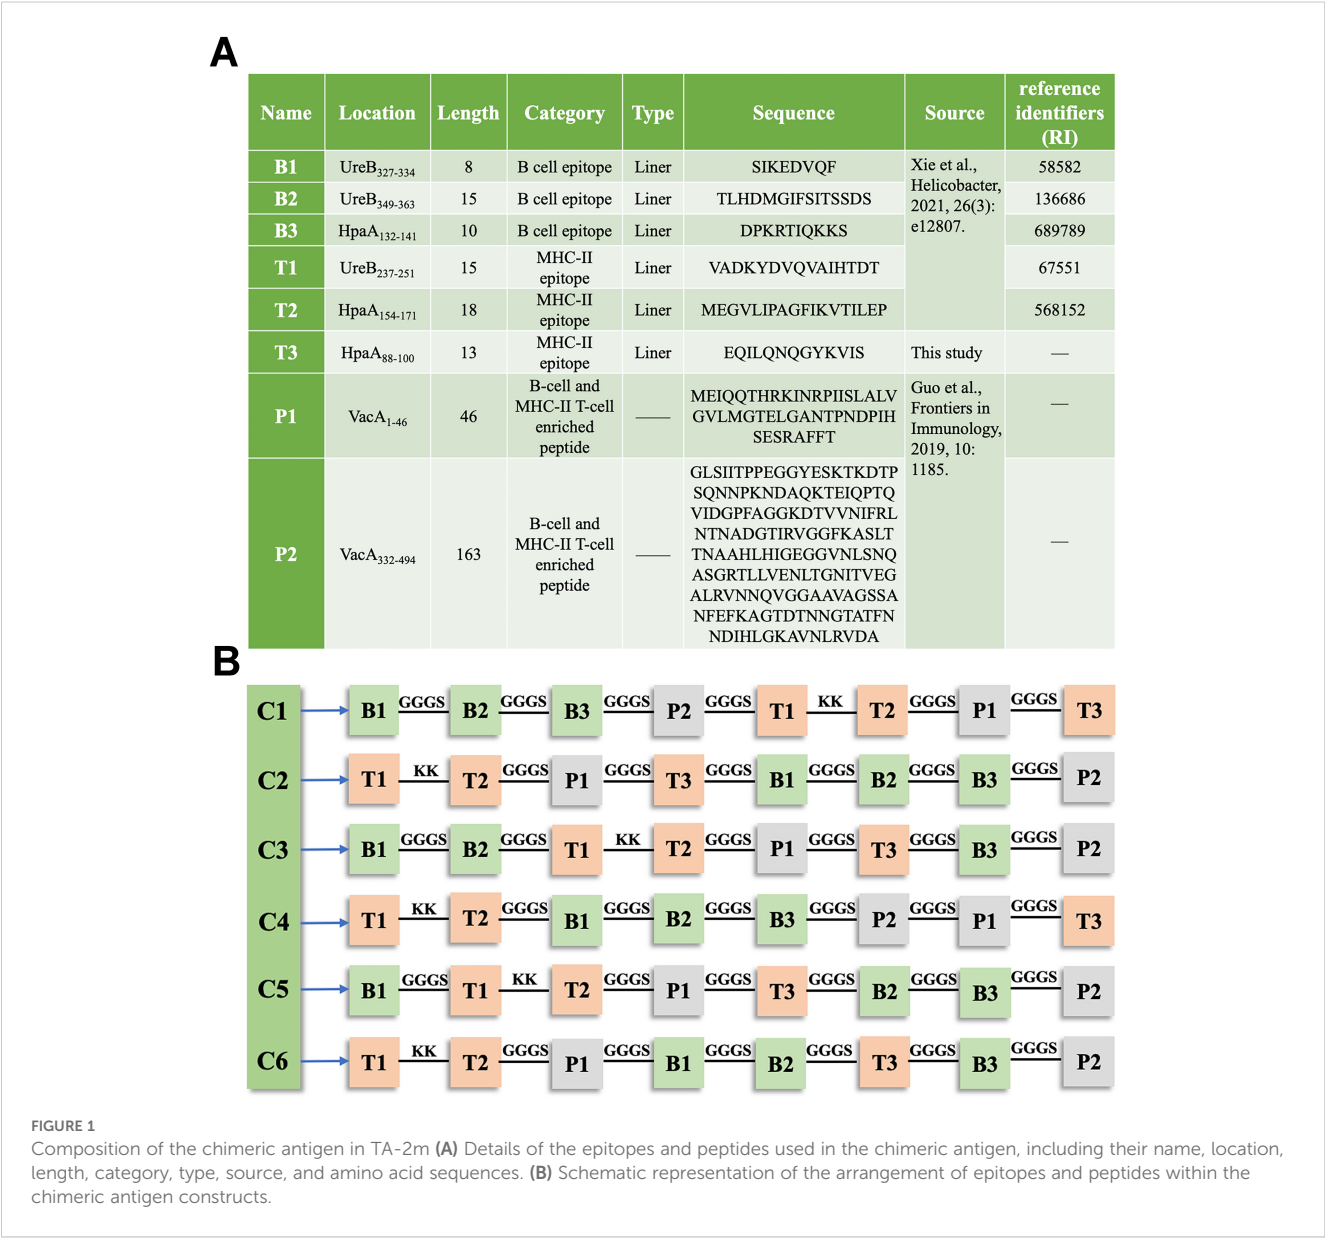 A
Name Location Length Category Type Sequence Source reference identifiers (RI)
B1 UreB327-334 8 B cell epitope Liner SIKEDVQF Xie et al., Helicobacter, 2021, 26(3): e12807. 58582
B2 UreB349-363 15 B cell epitope Liner TLHDMGIFSITSSDS 136686
B3 HpaA132-141 10 B cell epitope Liner DPKRTIQKKS 689789
T1 UreB237-251 15 MHC-II epitope Liner VADKYDVQVAIHTDT 67551
T2 HpaA154-171 18 MHC-II epitope Liner MEGVLIPAGFIKVTILEP 568152
T3 HpaA88-100 13 MHC-II epitope Liner EQILQNQGYKVIS This study —
P1 VacA1-46 46 B-cell and MHC-II T-cell enriched peptide ——
MEIQQTHRKINRPIISLALV
GVLMGTELGANTPNDPIH
SESRAFFT
Guo et al., Frontiers in Immunology, 2019, 10: 1185. —
P2 VacA332-494 163 B-cell and MHC-II T-cell enriched peptide ——
GLSIITPPEGGYESKTKDTP
SQNNPKNDAQKTEIQPTQ
VIDGPFAGGKDTVVNIFRL
NTNADGTIRVGGFKASLT
TNAAHLHIGEGGVNLSNQ
ASGRTLLVENLTGNITVEG
ALRVNNQVGGAAVAGSSA
NFEFKAGTDTNNGTATFN
NDIHLGKAVNLRVDA
—
B
C1 B1 GGGS B2 GGGS B3 GGGS P2 GGGS T1 KK T2 GGGS P1 GGGS T3
C2 T1 KK T2 GGGS P1 GGGS T3 GGGS B1 GGGS B2 GGGS B3 GGGS P2
C3 B1 GGGS B2 GGGS T1 KK T2 GGGS P1 GGGS T3 GGGS B3 GGGS P2
C4 T1 KK T2 GGGS B1 GGGS B2 GGGS B3 GGGS P2 GGGS P1 GGGS T3
C5 B1 GGGS T1 KK T2 GGGS P1 GGGS T3 GGGS B2 GGGS B3 GGGS P2
C6 T1 KK T2 GGGS P1 GGGS B1 GGGS B2 GGGS T3 GGGS B3 GGGS P2
FIGURE 1
Composition of the chimeric antigen in TA-2m (A) Details of the epitopes and peptides used in the chimeric antigen, including their name, location,
length, category, type, source, and amino acid sequences. (B) Schematic representation of the arrangement of epitopes and peptides within the
chimeric antigen constructs.